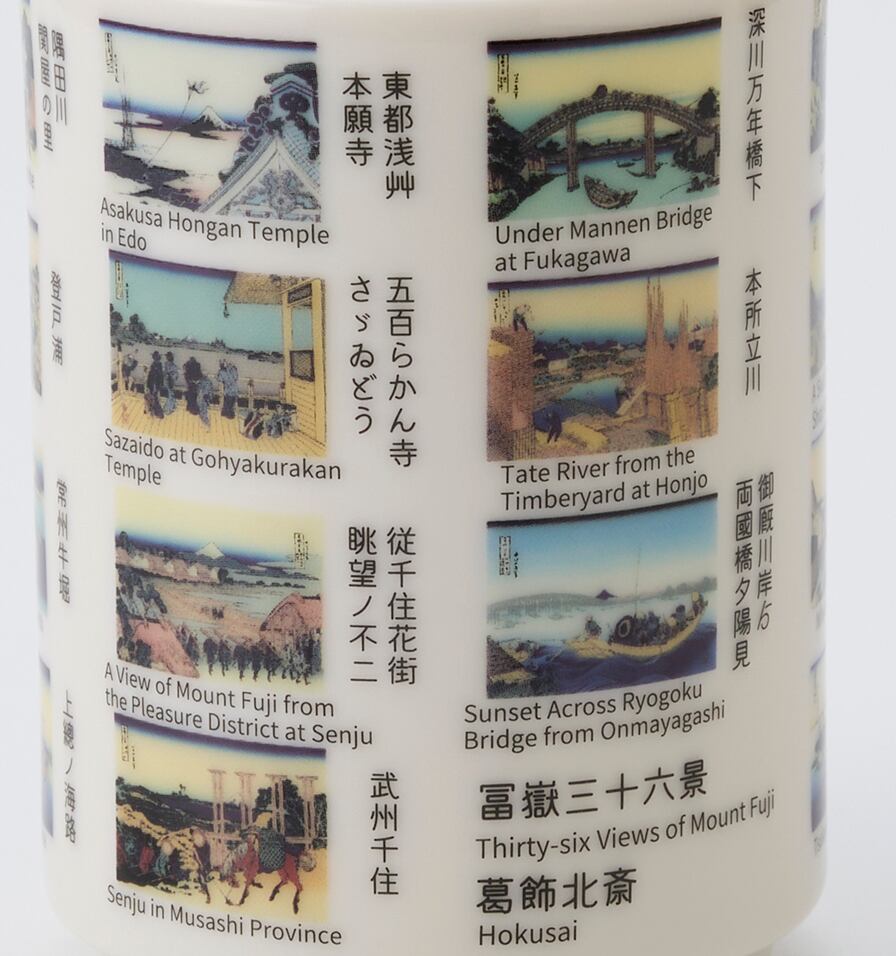 隅田川
関屋の里
登戸浦
常州牛堀
上總ノ海路
東都浅艸
本願寺
Asakusa Hongan Temple
in Edo
五百らかん寺
さゞゐどう
Sazaido at Gohyakurakan
Temple
従千住花街
眺望ノ不二
A View of Mount Fuji from
the Pleasure District at Senju
武州千住
Senju in Musashi Province
深川万年橋下
Under Mannen Bridge
at Fukagawa
本所立川
Tate River from the
Timberyard at Honjo
御厩川岸ゟ
両國橋夕陽見
Sunset Across Ryogoku
Bridge from Onmayagashi
冨嶽三十六景
Thirty-six Views of Mount Fuji
葛飾北斎
Hokusai